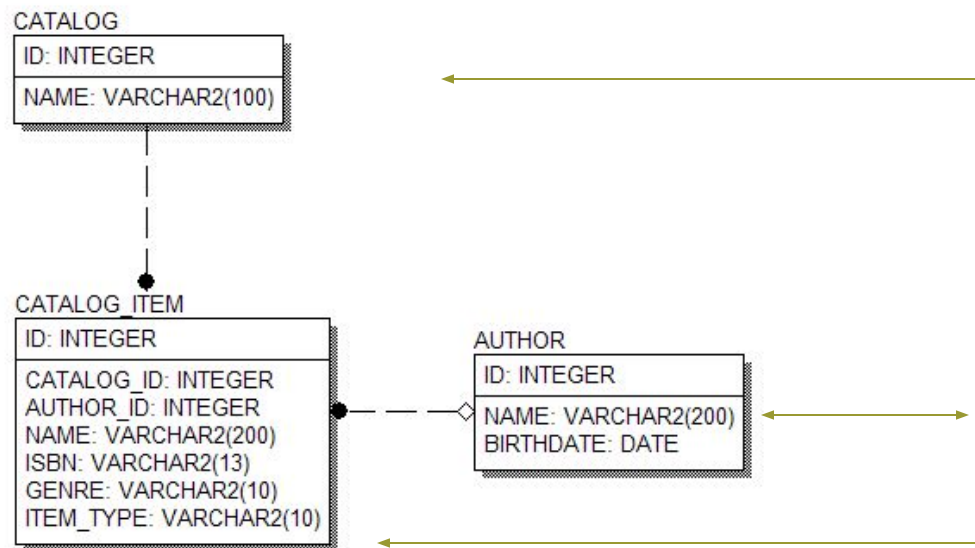 CATALOG
ID: INTEGER
NAME: VARCHAR2(100)
CATALOG_ITEM
ID: INTEGER
CATALOG_ID: INTEGER
AUTHOR_ID: INTEGER
NAME: VARCHAR2(200)
ISBN: VARCHAR2(13)
GENRE: VARCHAR2(10)
ITEM_TYPE: VARCHAR2(10)
AUTHOR
ID: INTEGER
NAME: VARCHAR2(200)
BIRTHDATE: DATE